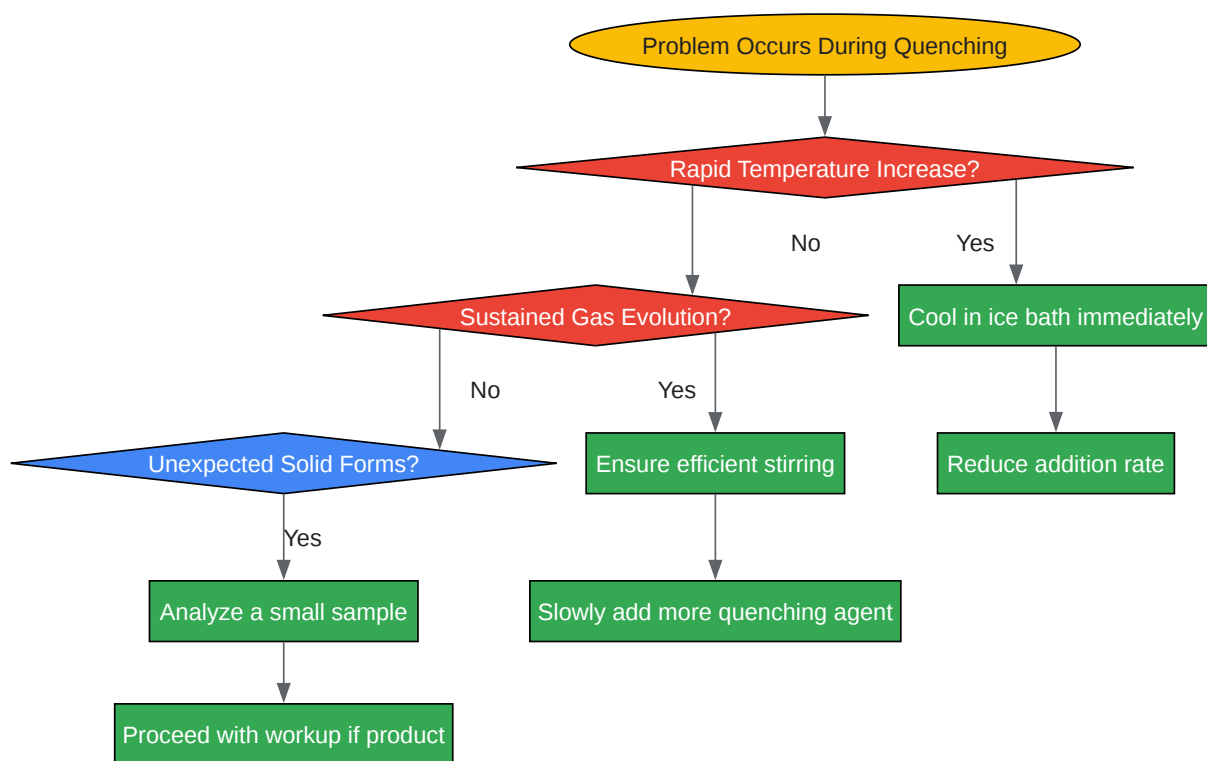 Problem Occurs During Quenching
Rapid Temperature Increase?
No
Yes
Sustained Gas Evolution?
Cool in ice bath immediately
No
Yes
Unexpected Solid Forms?
Ensure efficient stirring
Reduce addition rate
Yes
Analyze a small sample
Slowly add more quenching agent
Proceed with workup if product